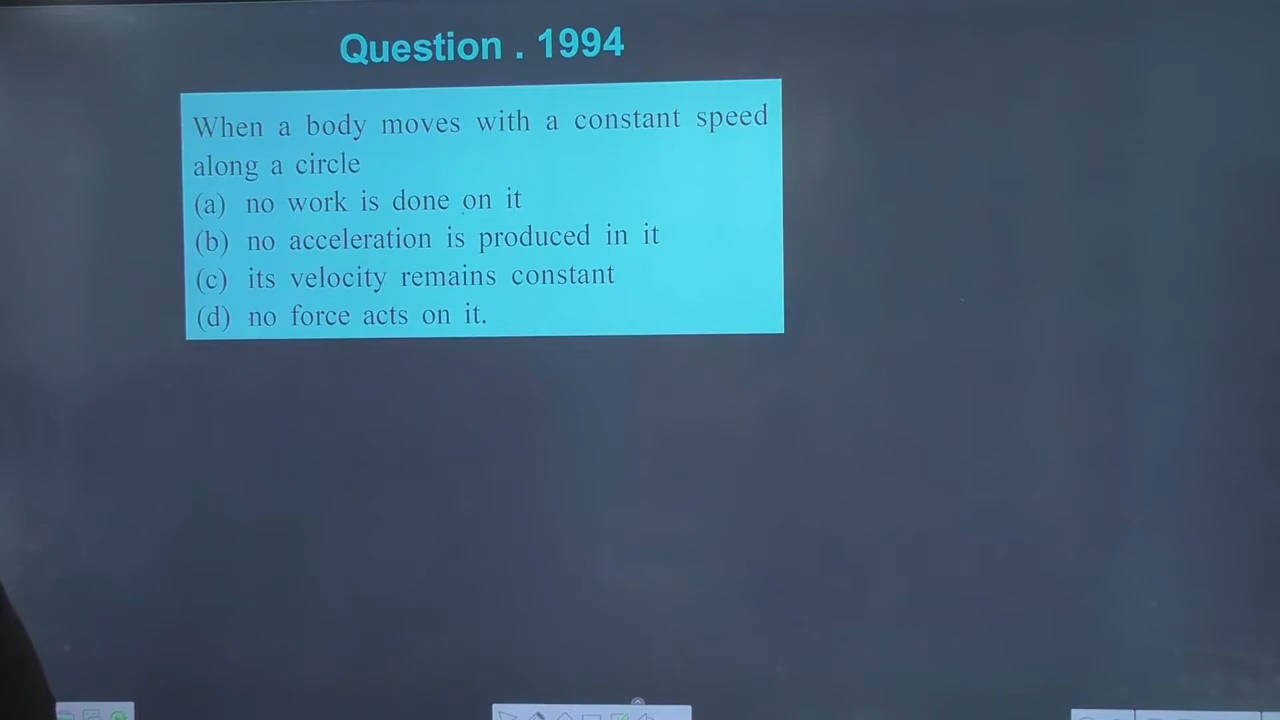 Question . 1994
When a body moves with a constant speed
along a circle
(a) no work is done on it
(b) no acceleration is produced in it
(c) its velocity remains constant
(d) no force acts on it.